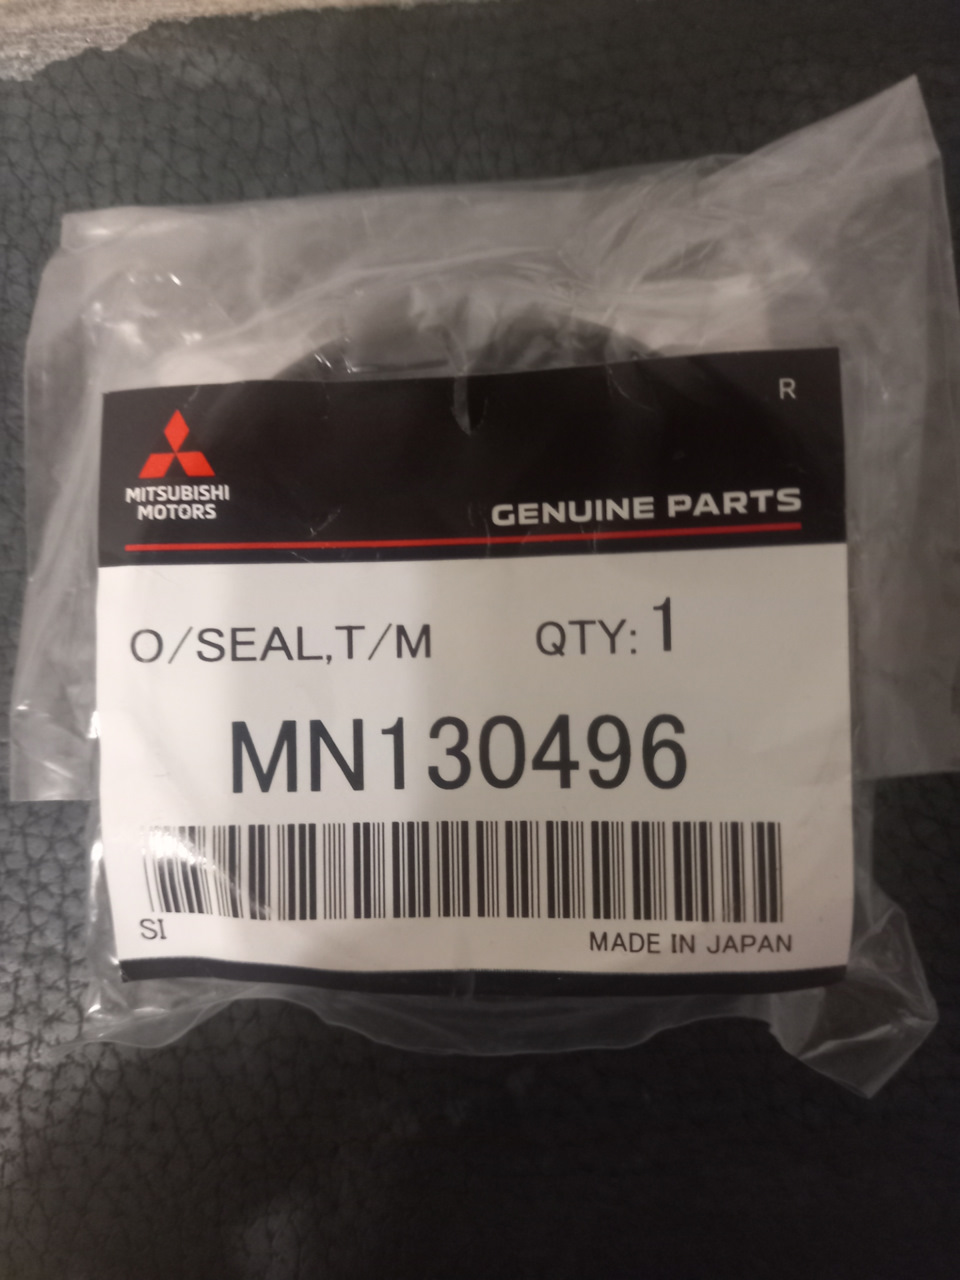 R
MITSUBISHI
MOTORS
GENUINE PARTS
O/SEAL,T/M QTY: 1
MN130496
SI
MADE IN JAPAN